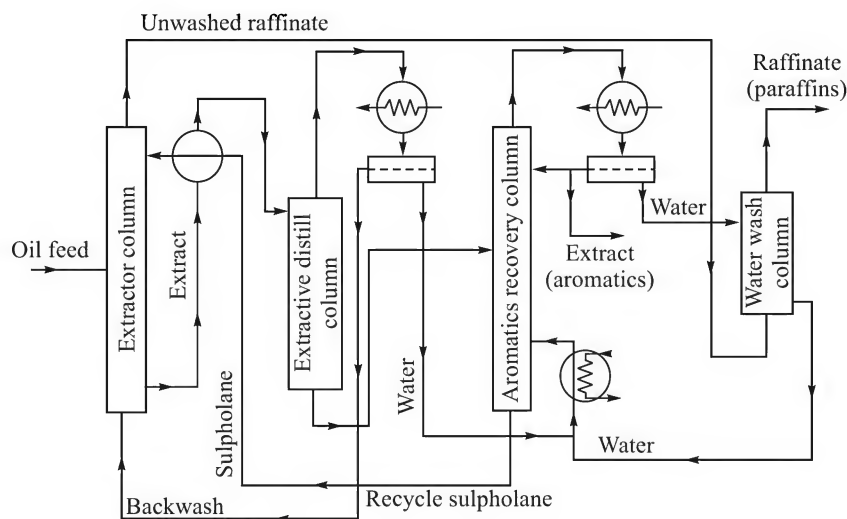 Unwashed raffinate
Raffinate
(paraffins)
Oil feed
Extractor column
Extract
Sulpholane
Extractive distill
column
Water
Aromatics recovery column
Extract
(aromatics)
Water
Water wash
column
Water
Backwash
Recycle sulpholane